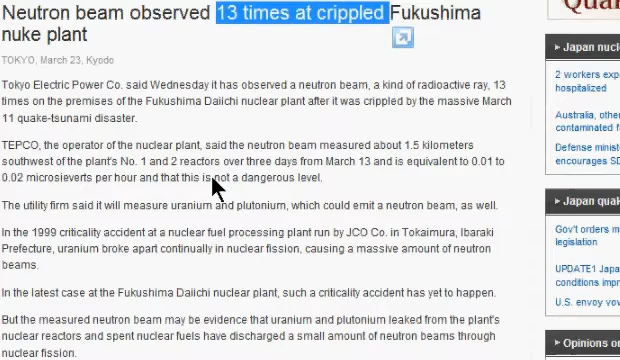 Neutron beam observed 13 times at crippled Fukushima
nuke plant
TOKYO, March 23, Kyodo
Tokyo Electric Power Co. said Wednesday it has observed a neutron beam, a kind of radioactive ray, 13
times on the premises of the Fukushima Daiichi nuclear plant after it was crippled by the massive March
11 quake-tsunami disaster.
TEPCO, the operator of the nuclear plant, said the neutron beam measured about 1.5 kilometers
southwest of the plant's No. 1 and 2 reactors over three days from March 13 and is equivalent to 0.01 to
0.02 microsieverts per hour and that this is not a dangerous level.
The utility firm said it will measure uranium and plutonium, which could emit a neutron beam, as well.
In the 1999 criticality accident at a nuclear fuel processing plant run by JCO Co. in Tokaimura, Ibaraki
Prefecture, uranium broke apart continually in nuclear fission, causing a massive amount of neutron
beams.
In the latest case at the Fukushima Daiichi nuclear plant, such a criticality accident has yet to happen.
But the measured neutron beam may be evidence that uranium and plutonium leaked from the plant's
nuclear reactors and spent nuclear fuels have discharged a small amount of neutron beams through
nuclear fission.
Japan nucl
2 workers exp
hospitalized
Australia, othe
contaminated f
Defense minist
encourages SD
Japan quak
Gov't orders m
legislation
UPDATE1 Japa
conditions impr
U.S. envoy vov
Opinions or